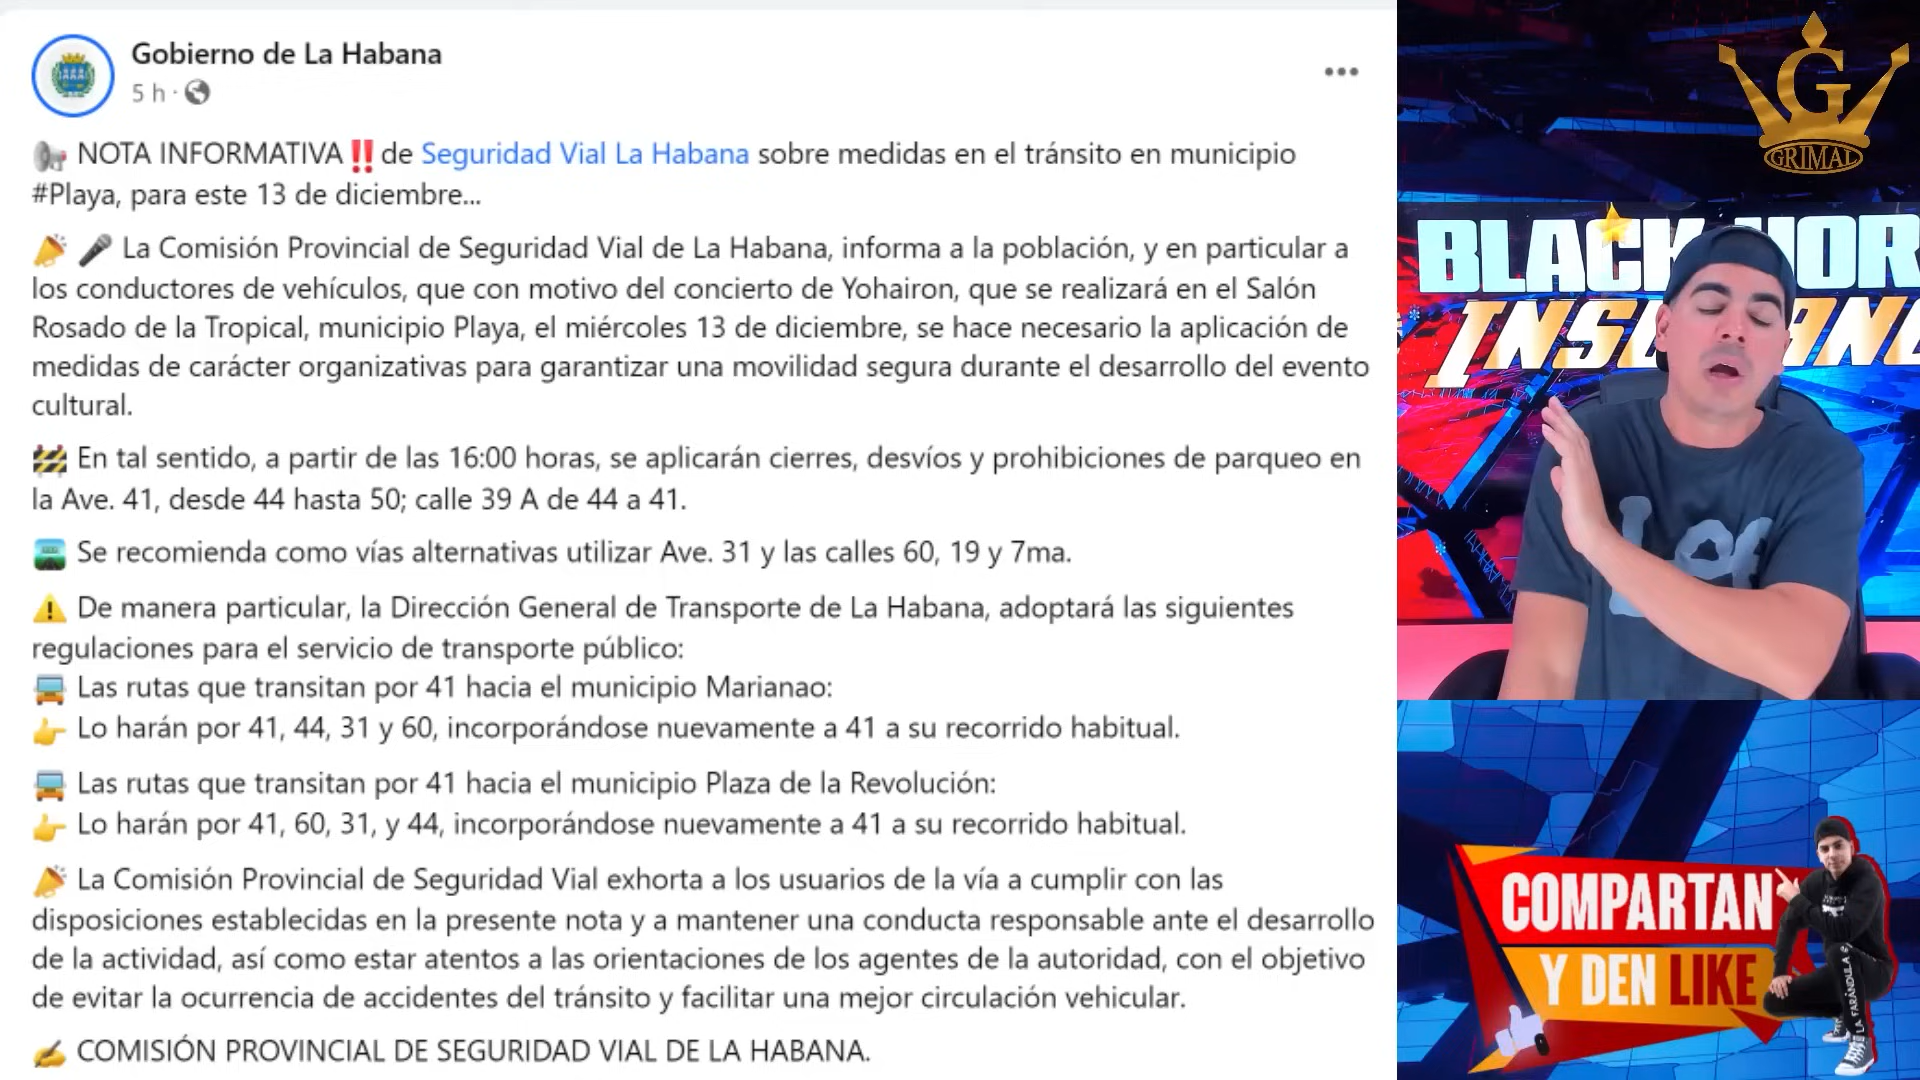 Gobierno de La Habana
5 h ·
NOTA INFORMATIVA‼️de Seguridad Vial La Habana sobre medidas en el tránsito en municipio
#Playa, para este 13 de diciembre...
La Comisión Provincial de Seguridad Vial de La Habana, informa a la población, y en particular a
los conductores de vehículos, que con motivo del concierto de Yohairon, que se realizará en el Salón
Rosado de la Tropical, municipio Playa, el miércoles 13 de diciembre, se hace necesario la aplicación de
medidas de carácter organizativas para garantizar una movilidad segura durante el desarrollo del evento
cultural.
En tal sentido, a partir de las 16:00 horas, se aplicarán cierres, desvíos y prohibiciones de parqueo en
la Ave. 41, desde 44 hasta 50; calle 39 A de 44 a 41.
Se recomienda como vías alternativas utilizar Ave. 31 y las calles 60, 19 y 7ma.
De manera particular, la Dirección General de Transporte de La Habana, adoptará las siguientes
regulaciones para el servicio de transporte público:
Las rutas que transitan por 41 hacia el municipio Marianao:
Lo harán por 41, 44, 31 y 60, incorporándose nuevamente a 41 a su recorrido habitual.
Las rutas que transitan por 41 hacia el municipio Plaza de la Revolución:
Lo harán por 41, 60, 31, y 44, incorporándose nuevamente a 41 a su recorrido habitual.
La Comisión Provincial de Seguridad Vial exhorta a los usuarios de la vía a cumplir con las
disposiciones establecidas en la presente nota y a mantener una conducta responsable ante el desarrollo
de la actividad, así como estar atentos a las orientaciones de los agentes de la autoridad, con el objetivo
de evitar la ocurrencia de accidentes del tránsito y facilitar una mejor circulación vehicular.
COMISIÓN PROVINCIAL DE SEGURIDAD VIAL DE LA HABANA.
G
GRIMAL
BLACK
COMPARTAN
Y DEN LIKE
LA FARÁNDULA